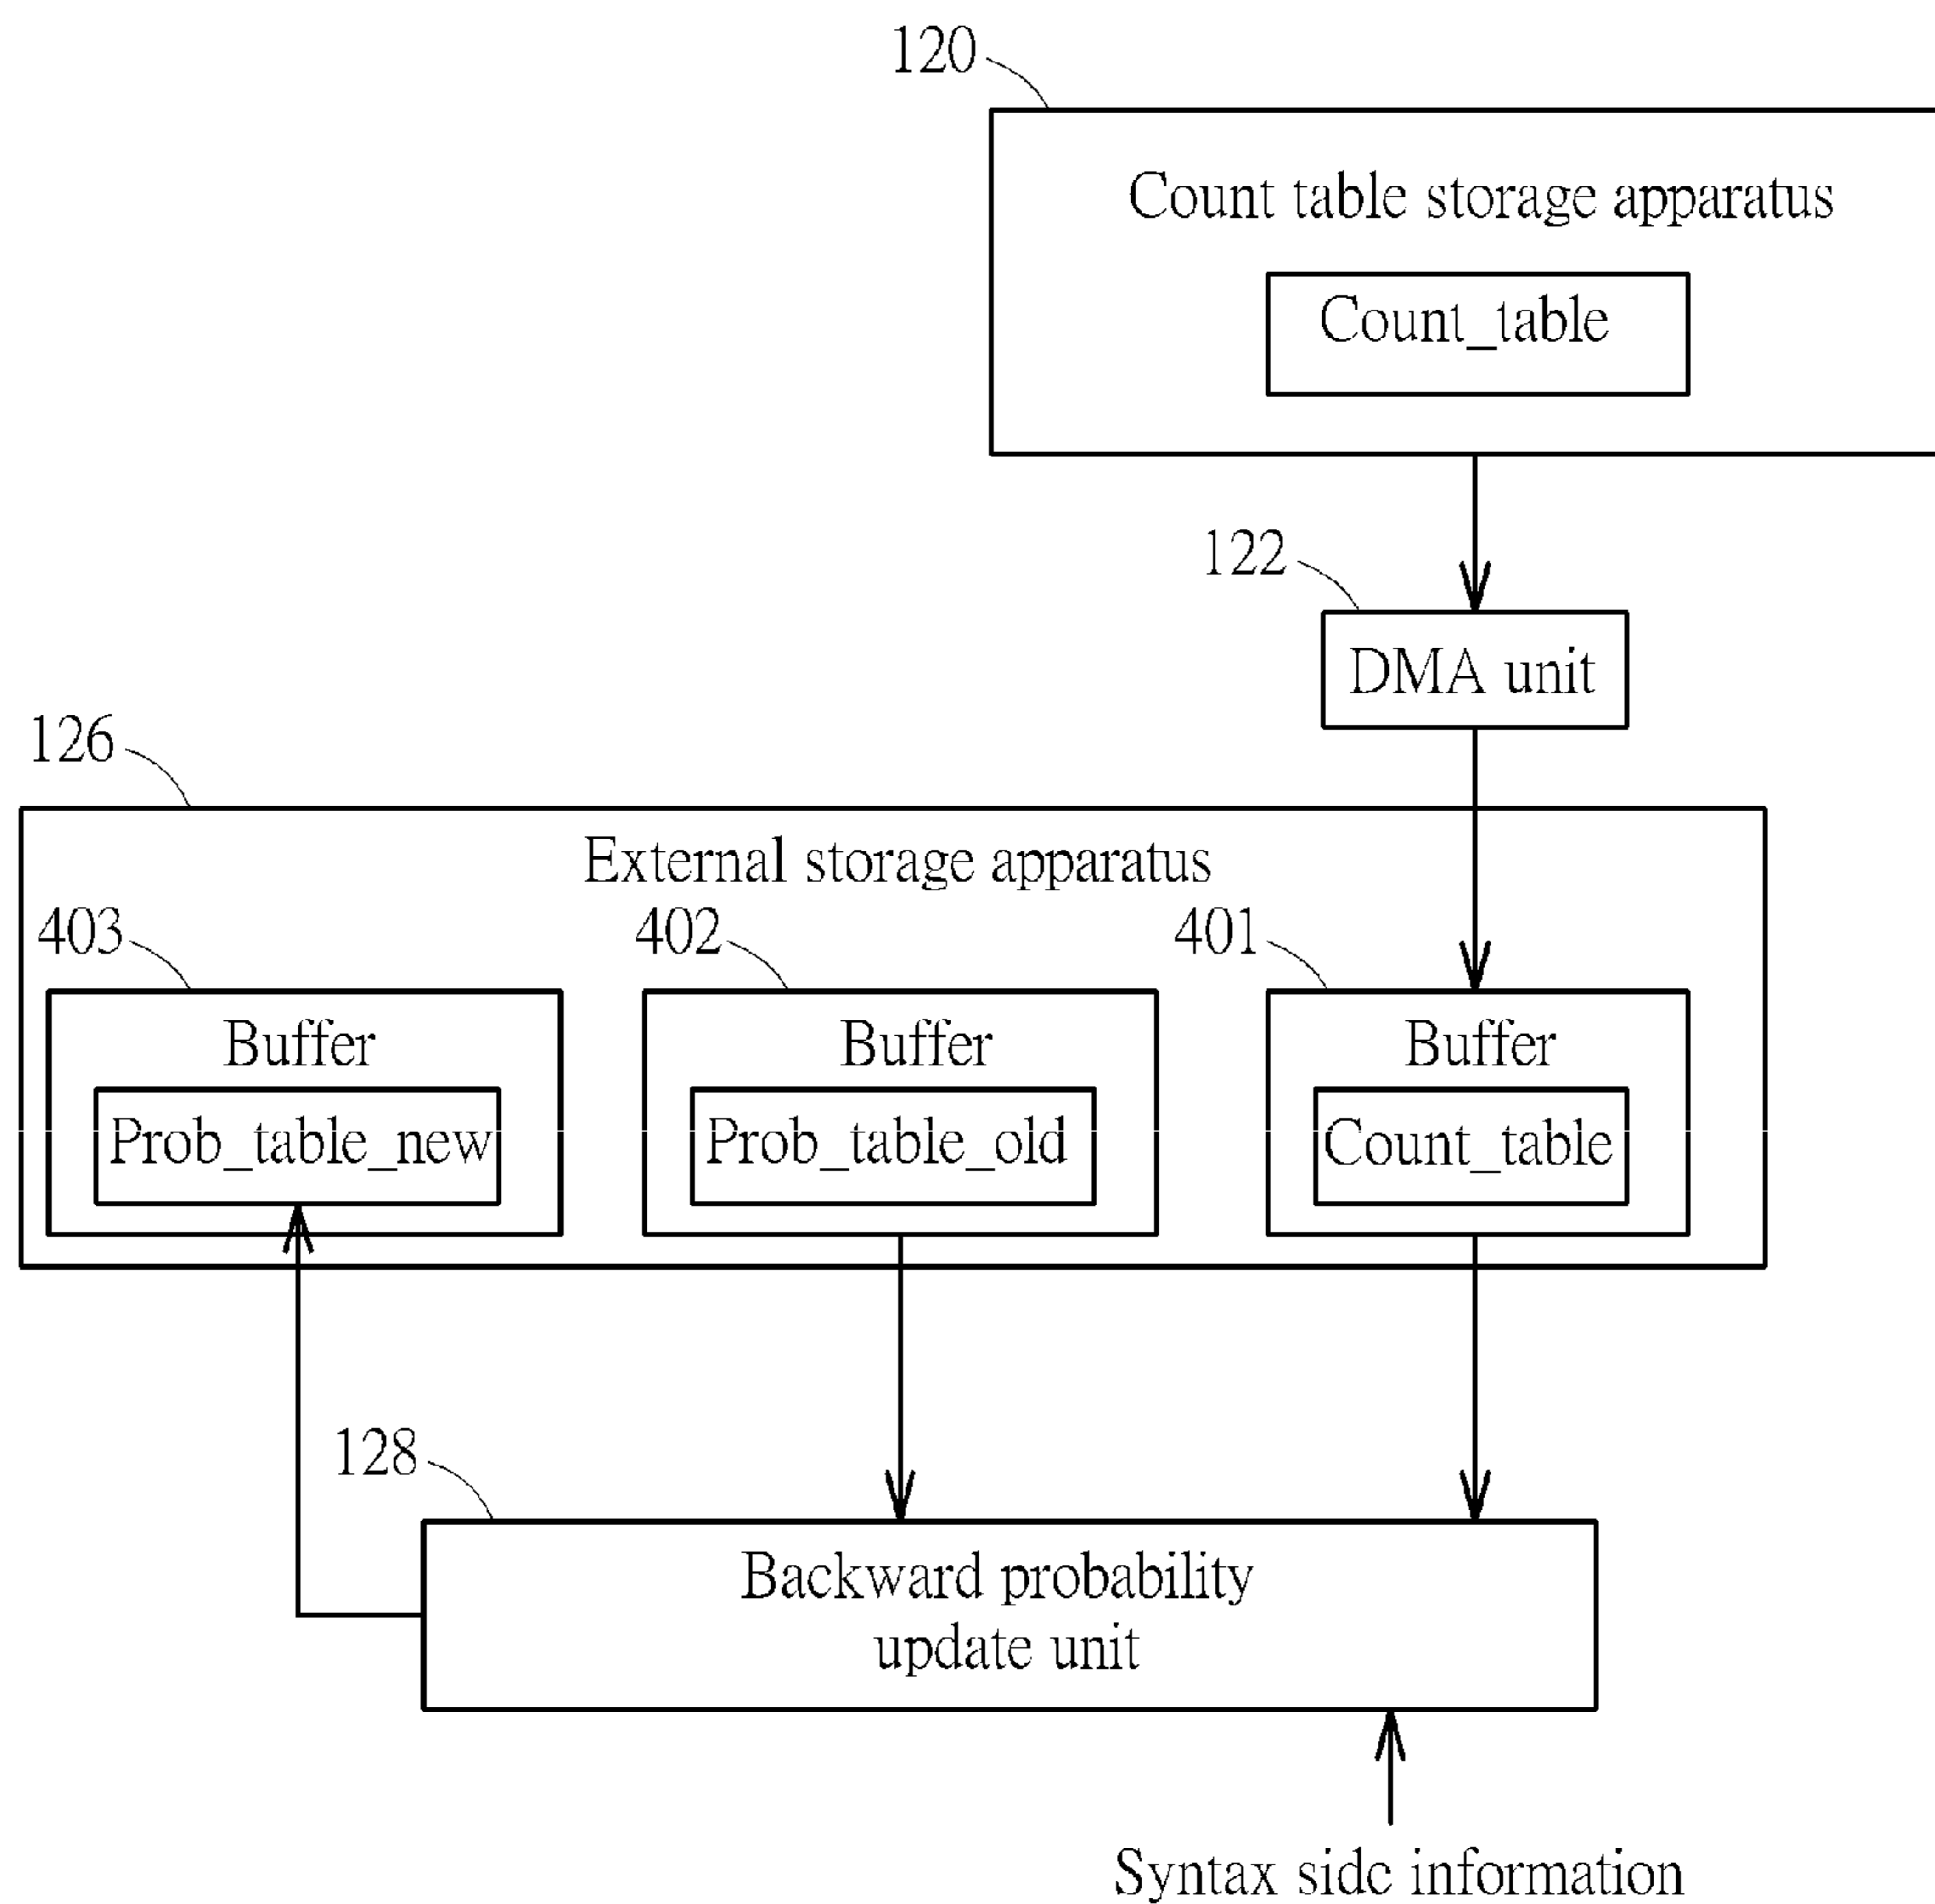 120
Count table storage apparatus
Count_table
122
DMA unit
126
External storage apparatus
403
402
401
Buffer
Buffer
Buffer
Prob_table_new
Prob_table_old
Count_table
128
Backward probability
update unit
Syntax side information